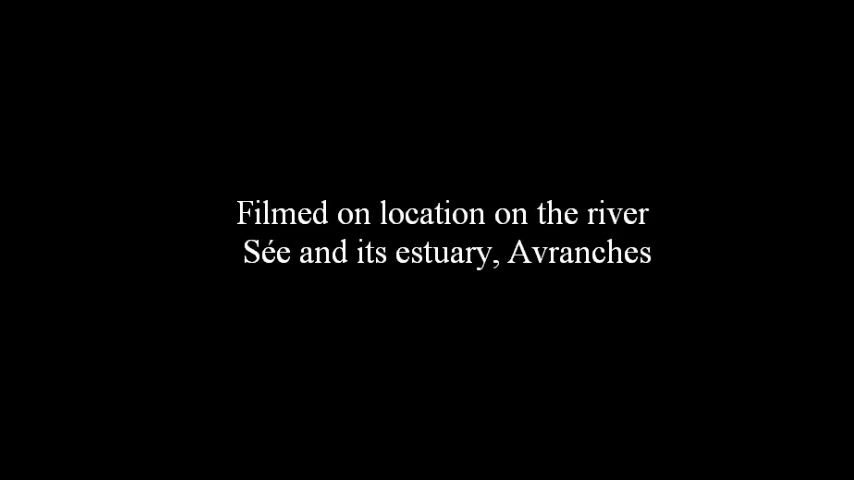 Filmed on location on the river
Sée and its estuary, Avranches